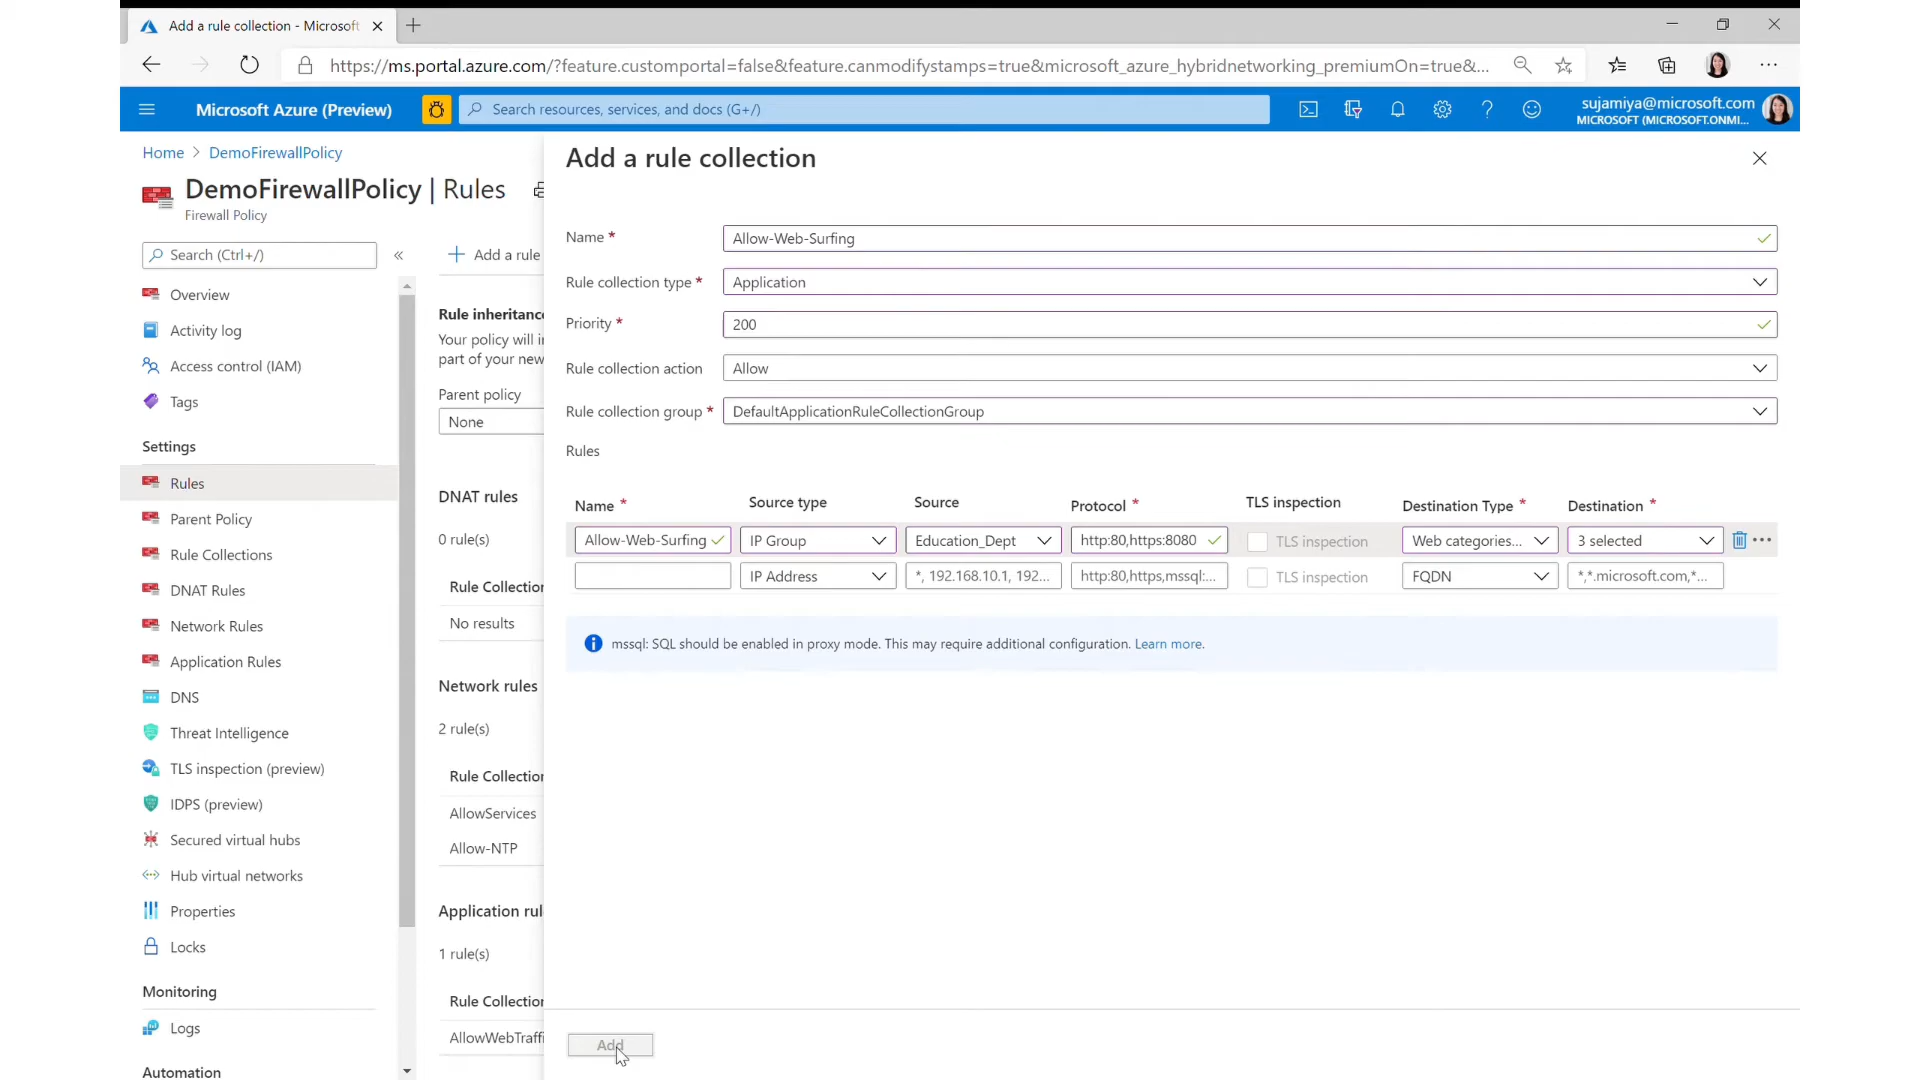 Add a rule collection - Microsoft
https://ms.portal.azure.com/?feature.customportal=false&feature.canmodifystamps=true&microsoft_azure_hybridnetworking_premiumOn=true&...
Microsoft Azure (Preview)
Search resources, services, and docs (G+/)
sujamiya@microsoft.com
MICROSOFT (MICROSOFT.ONMI...
Home > DemoFirewallPolicy
DemoFirewallPolicy | Rules
Firewall Policy
Search (Ctrl+/)
«
Overview
Activity log
Access control (IAM)
Tags
Settings
Rules
Parent Policy
Rule Collections
DNAT Rules
Network Rules
Application Rules
DNS
Threat Intelligence
TLS inspection (preview)
IDPS (preview)
Secured virtual hubs
Hub virtual networks
Properties
Locks
Monitoring
Logs
Automation
Add a rule
Rule inheritance
Your policy will in
part of your new
Parent policy
None
DNAT rules
0 rule(s)
Rule Collection
No results
Network rules
2 rule(s)
Rule Collection
AllowServices
Allow-NTP
Application rul
1 rule(s)
Rule Collection
AllowWebTraffi
Add a rule collection
Name * Allow-Web-Surfing
Rule collection type * Application
Priority * 200
Rule collection action Allow
Rule collection group * DefaultApplicationRuleCollectionGroup
Rules
Name * Source type Source Protocol * TLS inspection Destination Type * Destination *
Allow-Web-Surfing IP Group Education_Dept http:80,https:8080 TLS inspection Web categories... 3 selected
IP Address *, 192.168.10.1, 192... http:80,https,mssql:... TLS inspection FQDN *,*.microsoft.com,*...
mssql: SQL should be enabled in proxy mode. This may require additional configuration. Learn more.
Add